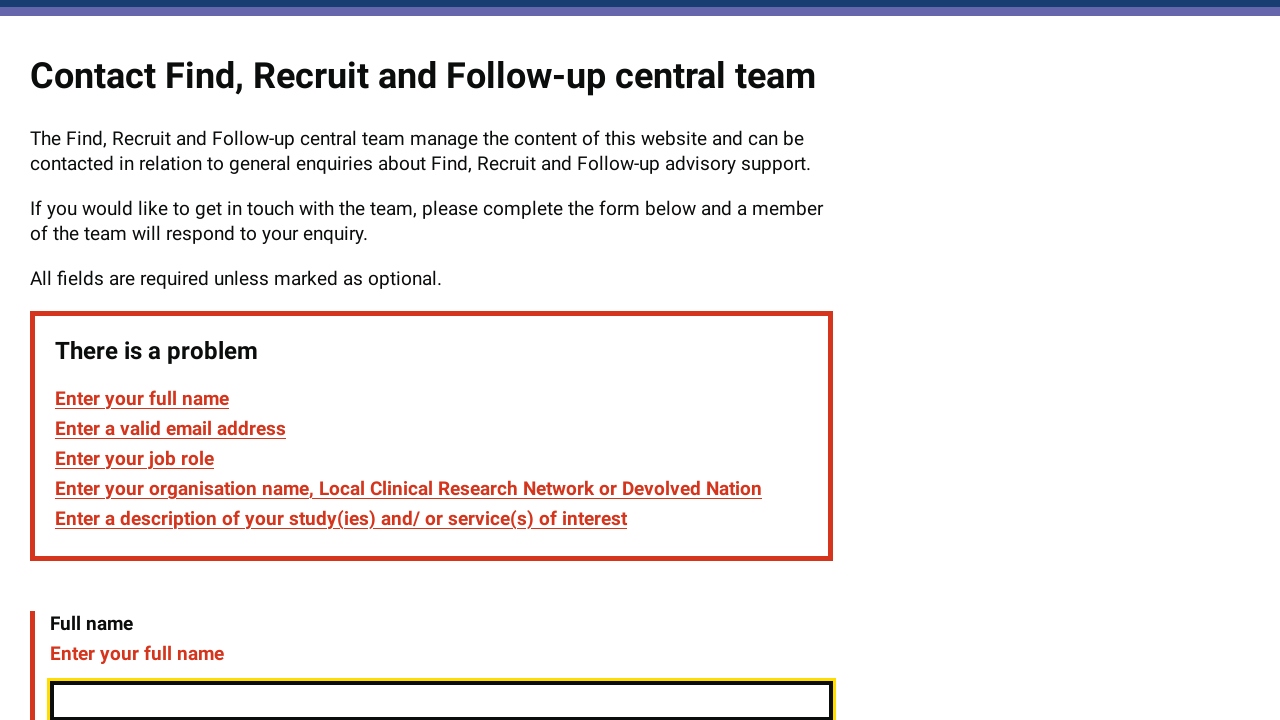 Contact Find, Recruit and Follow-up central team
The Find, Recruit and Follow-up central team manage the content of this website and can be
contacted in relation to general enquiries about Find, Recruit and Follow-up advisory support.
If you would like to get in touch with the team, please complete the form below and a member
of the team will respond to your enquiry.
All fields are required unless marked as optional.
There is a problem
Enter your full name
Enter a valid email address
Enter your job role
Enter your organisation name, Local Clinical Research Network or Devolved Nation
Enter a description of your study(ies) and/ or service(s) of interest
Full name
Enter your full name